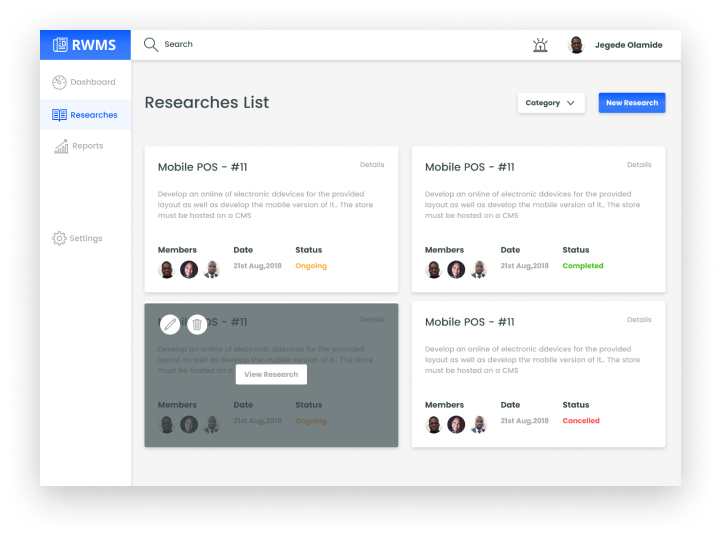 RWMS
Search
Jegede Olamide
Dashboard
Researches
Reports
Settings
Researches List
Category
New Research
Mobile POS - #11
Details
Develop an online of electronic ddevices for the provided
layout as well as develop the mobile version of it.. The store
must be hosted on a CMS
Members Date Status
21st Aug,2018 Ongoing
Mobile POS - #11
Details
Develop an online of electronic ddevices for the provided
layout as well as develop the mobile version of it.. The store
must be hosted on a CMS
Members Date Status
21st Aug,2018 Completed
POS - #11
Details
Develop an online of electronic ddevices for the provided
layout as well as develop the mobile version of it.. The store
must be hosted on a
View Research
Members Date Status
21st Aug,2018 Ongoing
Mobile POS - #11
Details
Develop an online of electronic ddevices for the provided
layout as well as develop the mobile version of it.. The store
must be hosted on a CMS
Members Date Status
21st Aug,2018 Cancelled